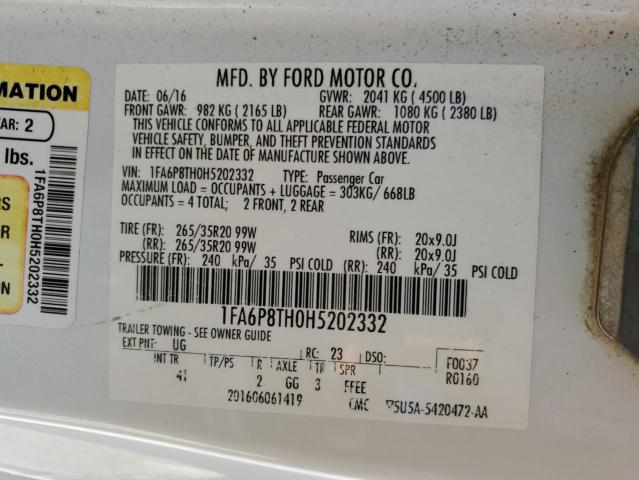 MFD. BY FORD MOTOR CO.
DATE: 06/16 GVWR: 2041 KG ( 4500 LB)
FRONT GAWR: 982 KG ( 2165 LB) REAR GAWR: 1080 KG ( 2380 LB)
THIS VEHICLE CONFORMS TO ALL APPLICABLE FEDERAL MOTOR
VEHICLE SAFETY, BUMPER, AND THEFT PREVENTION STANDARDS
IN EFFECT ON THE DATE OF MANUFACTURE SHOWN ABOVE.
VIN: 1FA6P8TH0H5202332 TYPE: Passenger Car
MAXIMUM LOAD = OCCUPANTS + LUGGAGE = 303KG/ 668LB
OCCUPANTS = 4 TOTAL; 2 FRONT, 2 REAR
TIRE (FR): 265/35R20 99W RIMS (FR): 20x9.0J
(RR): 265/35R20 99W (RR): 20x9.0J
PRESSURE (FR): 240 kPa/ 35 PSI COLD (RR): 240 kPa/ 35 PSI COLD
1FA6P8TH0H5202332
TRAILER TOWING - SEE OWNER GUIDE
EXT PNT: UG RC: 23 DSO: F0037
INT TR TP/PS R AXLE TR SPR R0160
41 2 GG 3 FFEE
201606061419 5U5A-5420472-AA
MATION
AR: 2
lbs.
RS
R
L-
ON
1FA6P8TH0H5202332